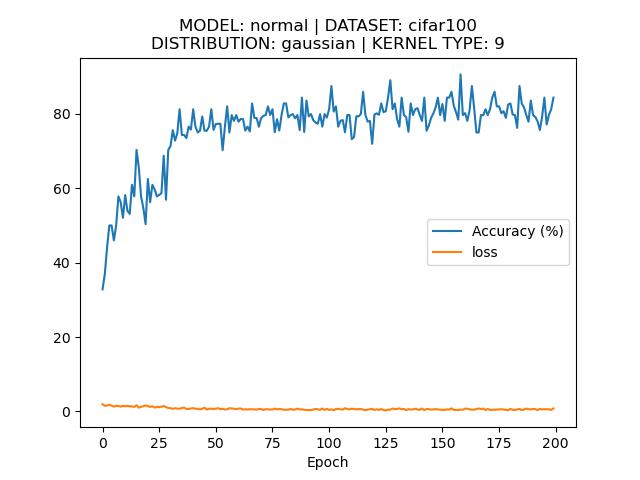 MODEL: normal | DATASET: cifar100
DISTRIBUTION: gaussian | KERNEL TYPE: 9
80
60
40
20
0
Accuracy (%)
loss
0 25 50 75 100 125 150 175 200
Epoch